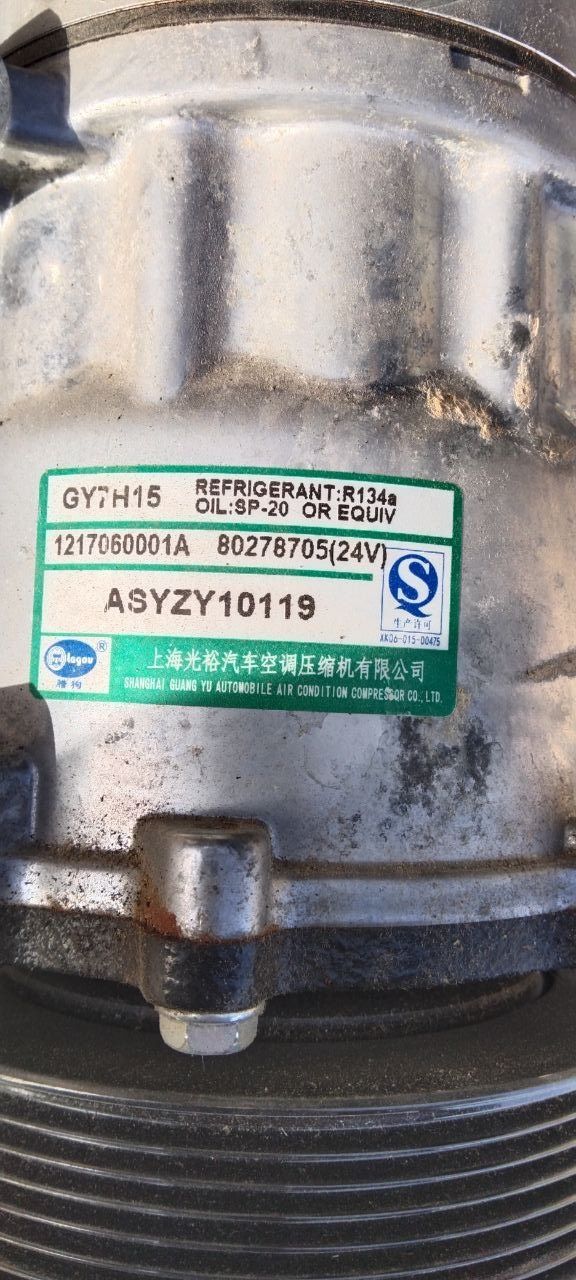 GY7H15 REFRIGERANT:R134a
OIL:SP-20 OR EQUIV
1217060001A 80278705(24V)
ASYZY10119
生产许可
XK06-015-00475
上海光裕汽车空调压缩机有限公司
SHANGHAI GUANG YU AUTOMOBILE AIR CONDITION COMPRESSOR CO., LTD.